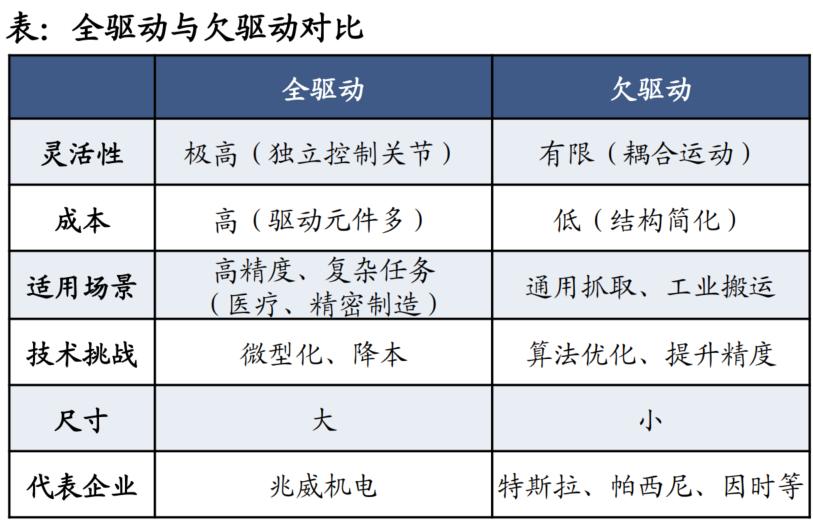 表：全驱动与欠驱动对比
全驱动 欠驱动
灵活性 极高（独立控制关节） 有限（耦合运动）
成本 高（驱动元件多） 低（结构简化）
适用场景 高精度、复杂任务
（医疗、精密制造） 通用抓取、工业搬运
技术挑战 微型化、降本 算法优化、提升精度
尺寸 大 小
代表企业 兆威机电 特斯拉、帕西尼、因时等